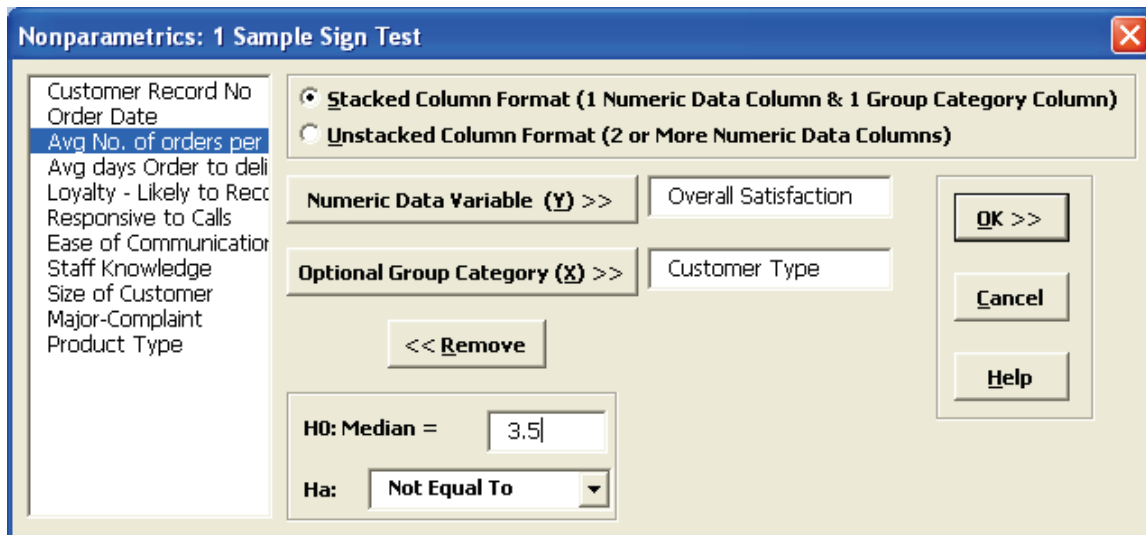 Nonparametrics: 1 Sample Sign Test
Customer Record No
Order Date
Avg No. of orders per
Avg days Order to deli
Loyalty - Likely to Reco
Responsive to Calls
Ease of Communication
Staff Knowledge
Size of Customer
Major-Complaint
Product Type
Stacked Column Format (1 Numeric Data Column & 1 Group Category Column)
Unstacked Column Format (2 or More Numeric Data Columns)
Numeric Data Variable (Y) >> Overall Satisfaction
Optional Group Category (X) >> Customer Type
<< Remove
H0: Median = 3.5
Ha: Not Equal To
OK >>
Cancel
Help